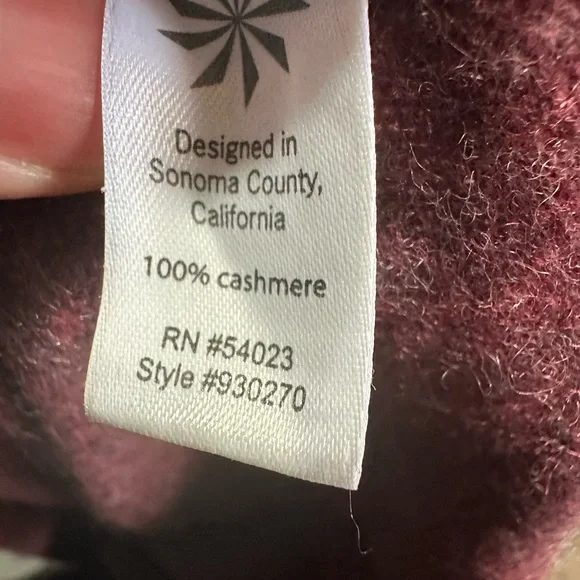 Designed in
Sonoma County,
California
100% cashmere
RN #54023
Style #930270